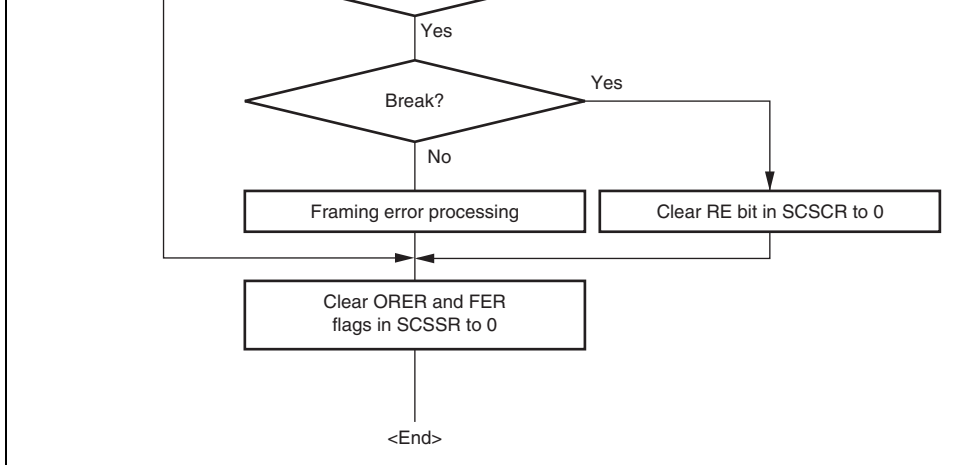 Yes
Yes
Break?
No
Framing error processing
Clear RE bit in SCSCR to 0
Clear ORER and FER
flags in SCSSR to 0
<End>